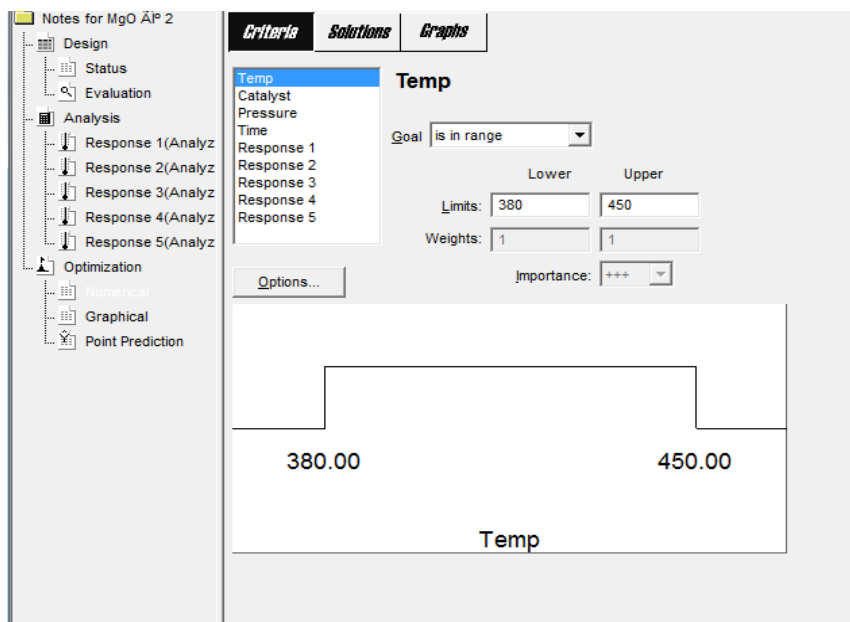 Notes for MgO ÄÍº 2
Design
Status
Evaluation
Analysis
Response 1(Analyz
Response 2(Analyz
Response 3(Analyz
Response 4(Analyz
Response 5(Analyz
Optimization
Numerical
Graphical
Point Prediction
Criteria Solutions Graphs
Temp
Catalyst
Pressure
Time
Response 1
Response 2
Response 3
Response 4
Response 5
Options...
Temp
Goal is in range
Lower Upper
Limits: 380 450
Weights: 1 1
Importance: +++
380.00 450.00
Temp